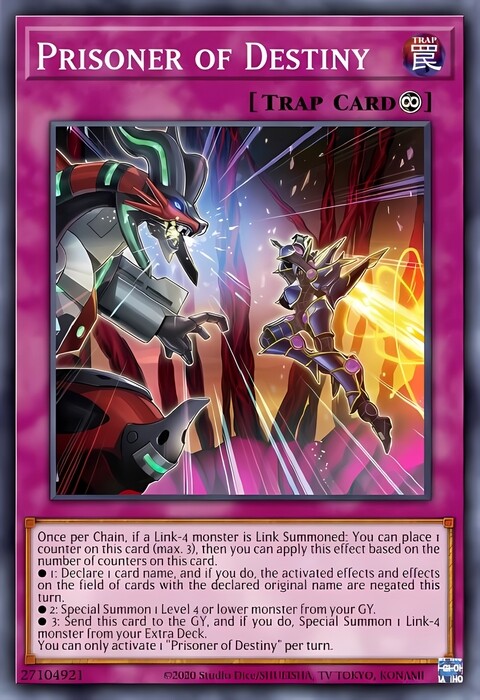 PRISONER OF DESTINY
TRAP
罠
[TRAP CARD]
Once per Chain, if a Link-4 monster is Link Summoned: You can place 1
counter on this card (max. 3), then you can apply this effect based on the
number of counters on this card.
● 1: Declare 1 card name, and if you do, the activated effects and effects
on the field of cards with the declared original name are negated this
turn.
● 2: Special Summon 1 Level 4 or lower monster from your GY.
● 3: Send this card to the GY, and if you do, Special Summon 1 Link-4
monster from your Extra Deck.
You can only activate 1 "Prisoner of Destiny" per turn.
27104921
©2020 Studio Dice/SHUEISHA, TV TOKYO, KONAMI